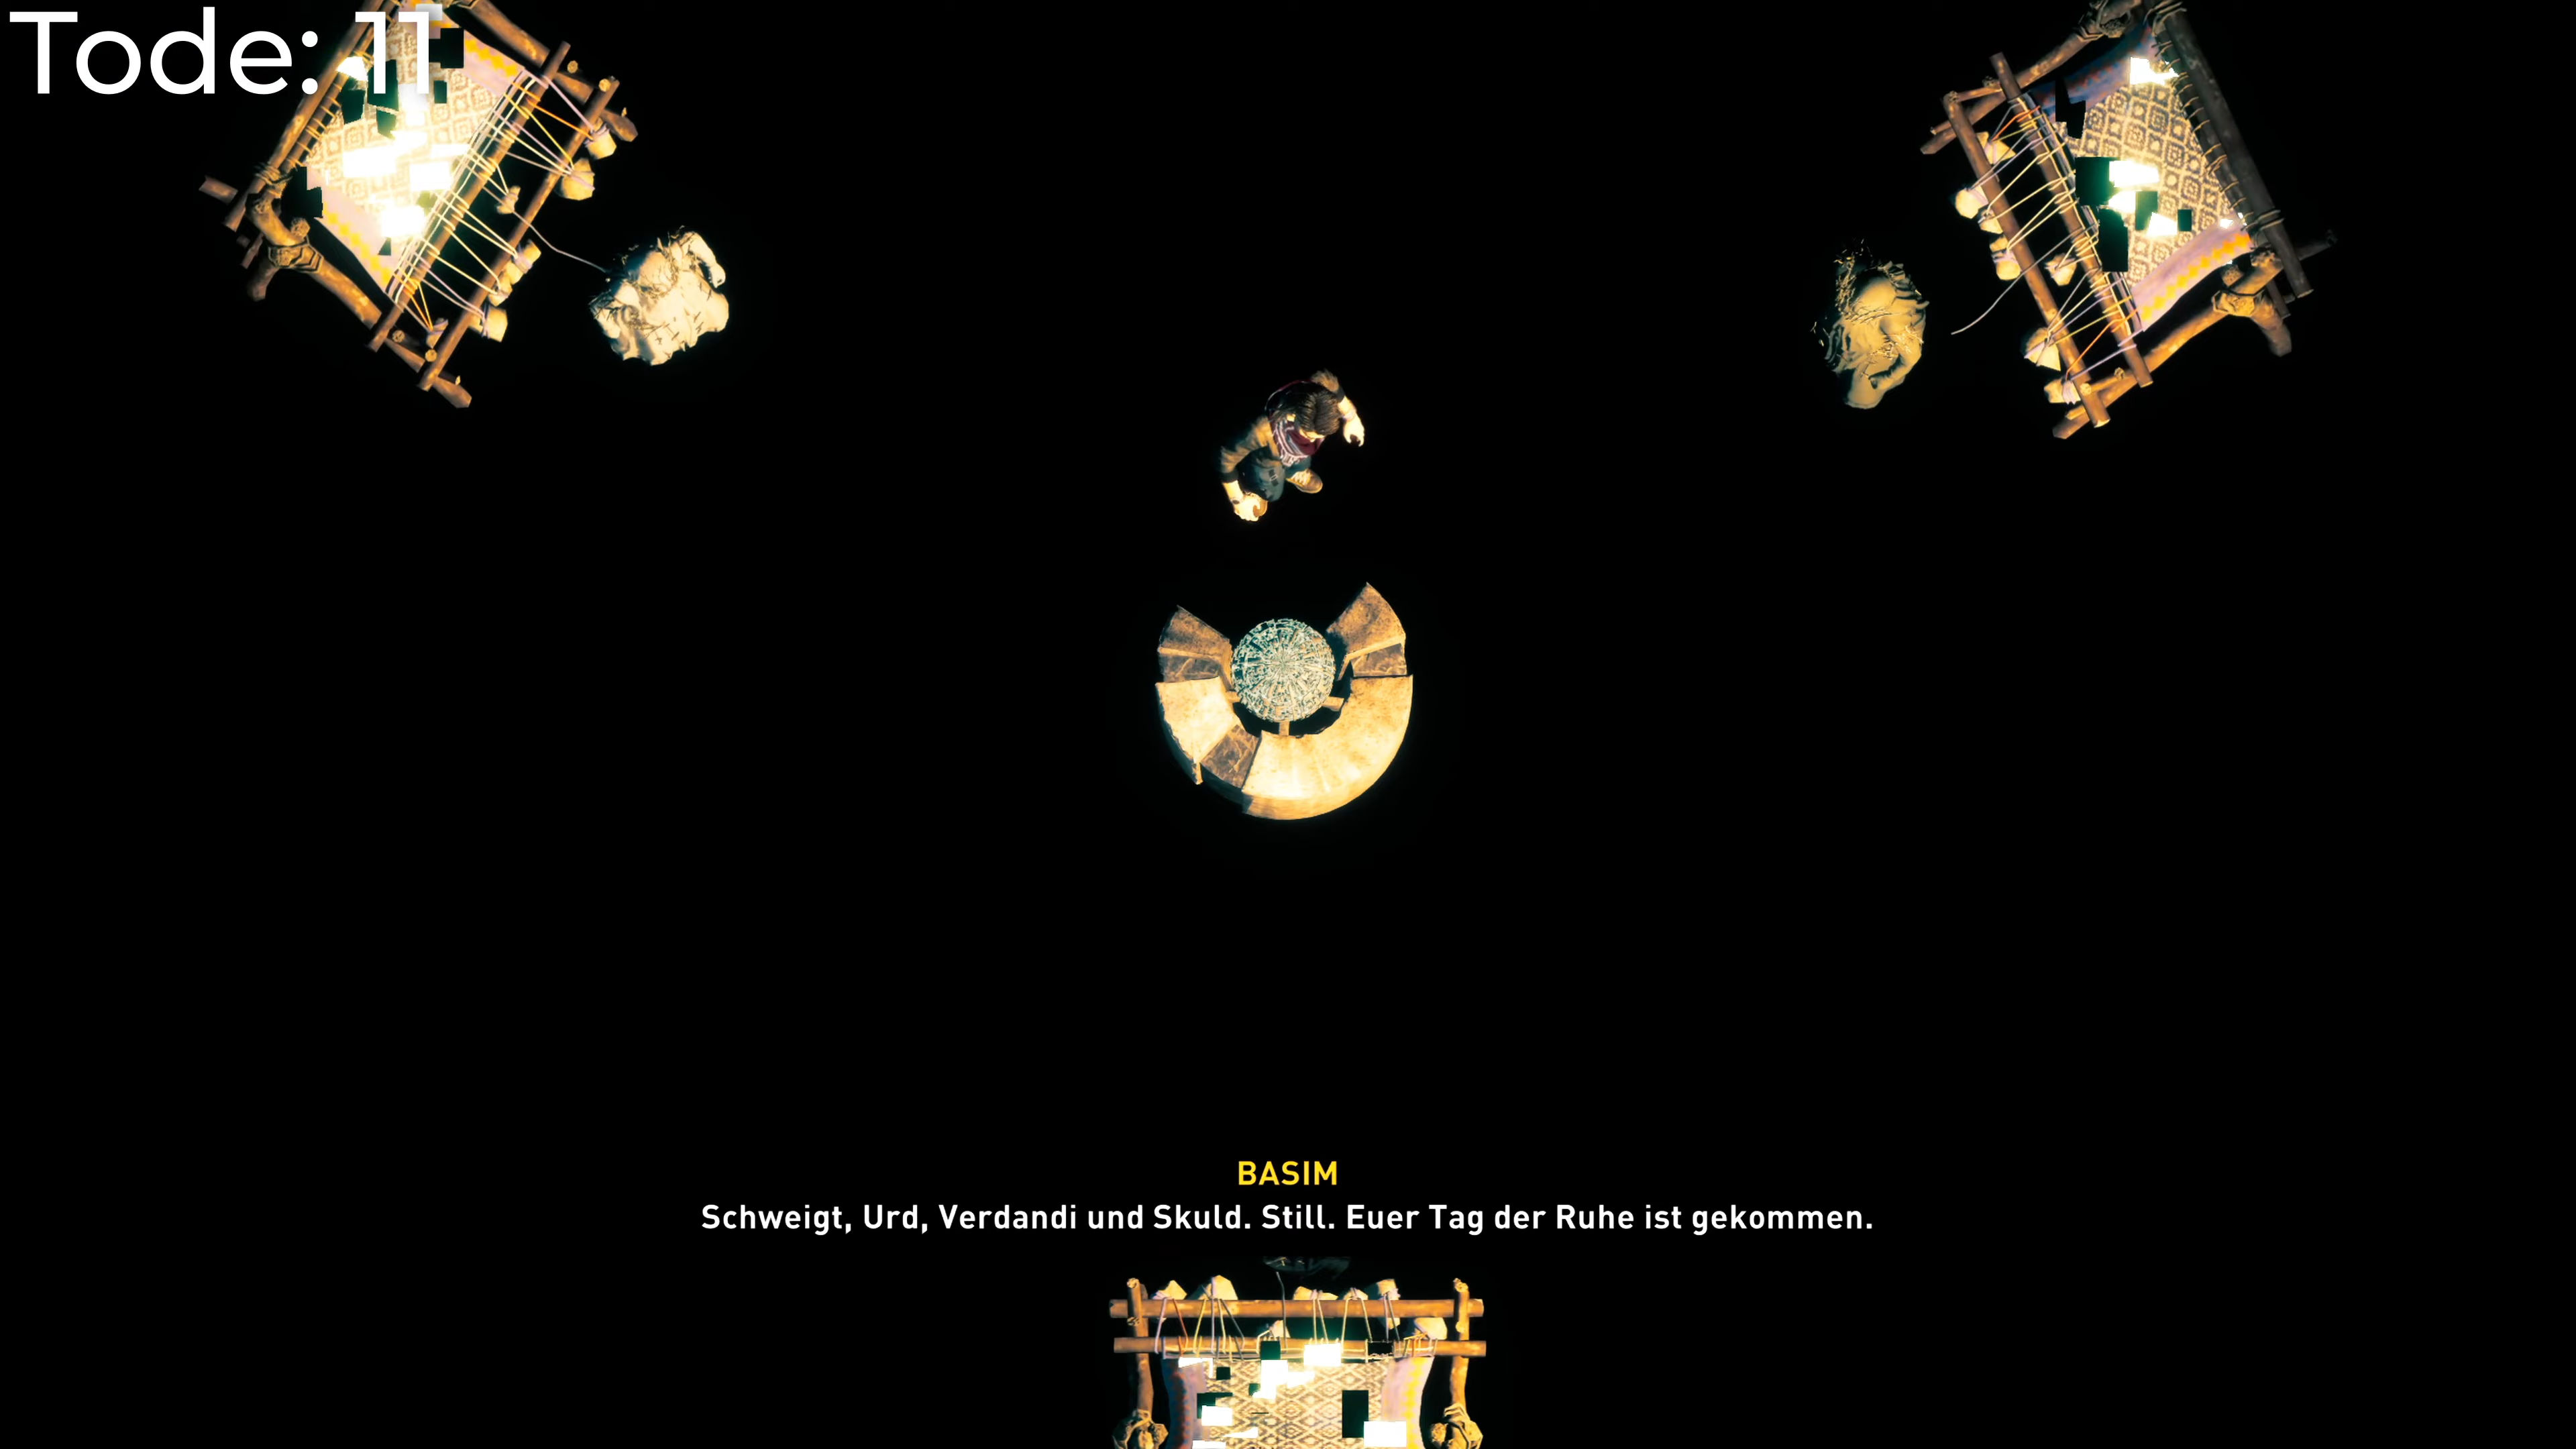 Tode: 11
BASIM
Schweigt, Urd, Verdandi und Skuld. Still. Euer Tag der Ruhe ist gekommen.